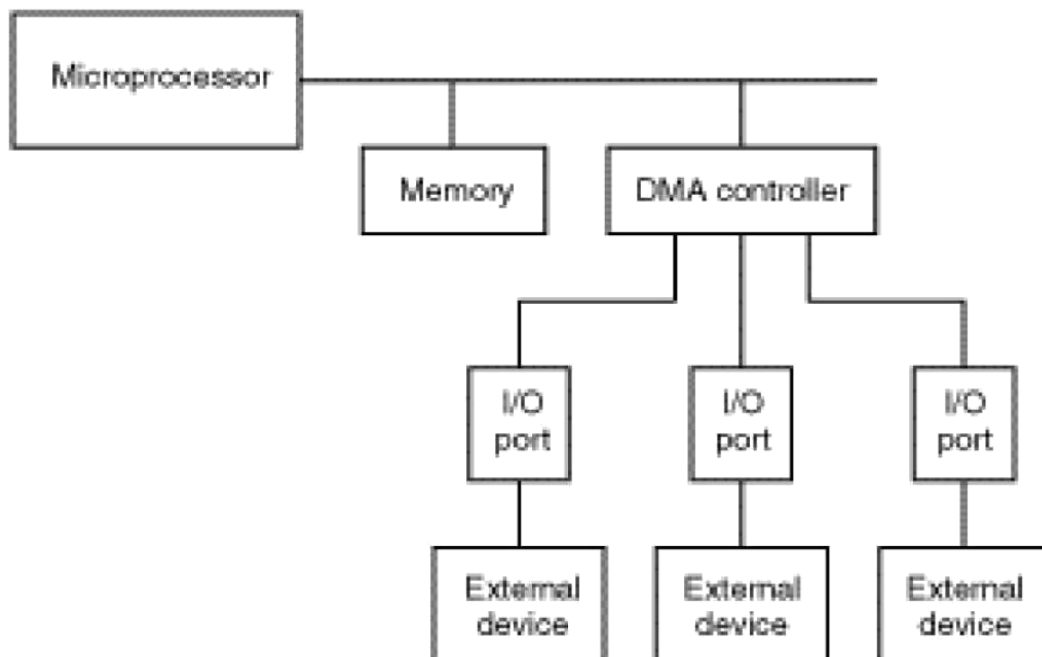 Microprocessor
Memory
DMA controller
I/O
port
I/O
port
I/O
port
External
device
External
device
External
device